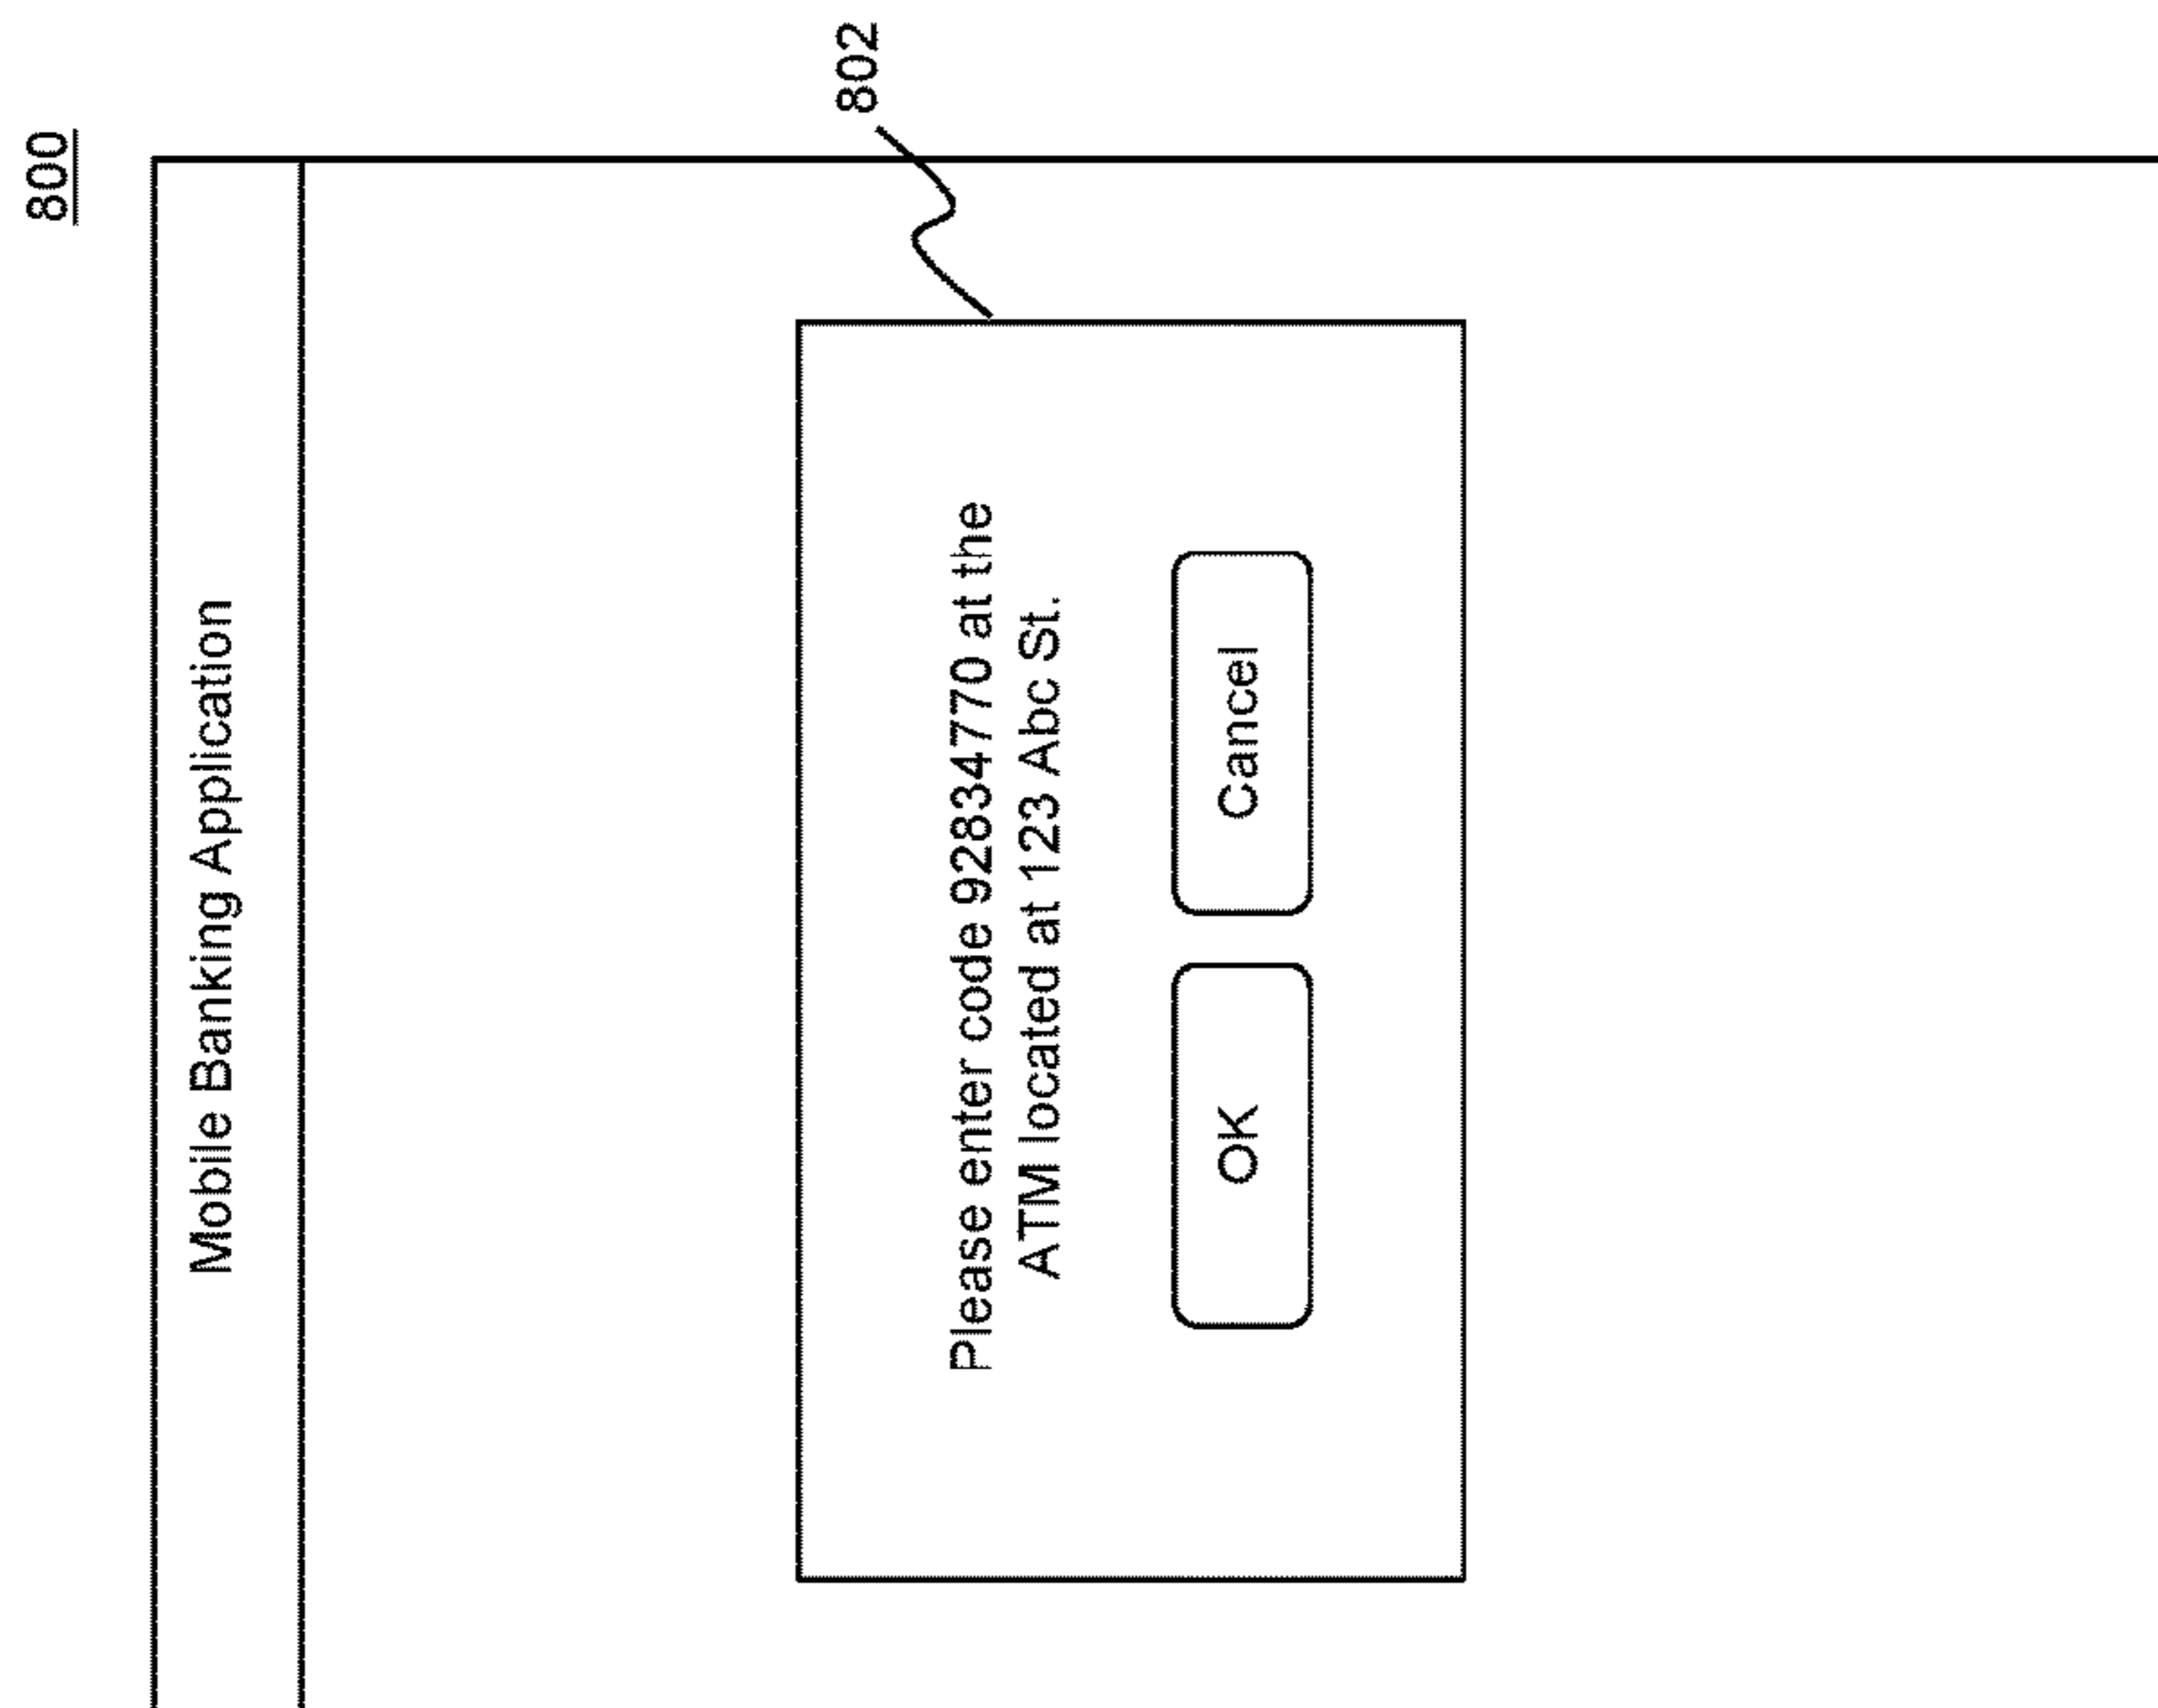 800
Mobile Banking Application
802
Please enter code 92834770 at the
ATM located at 123 Abc St.
OK
Cancel